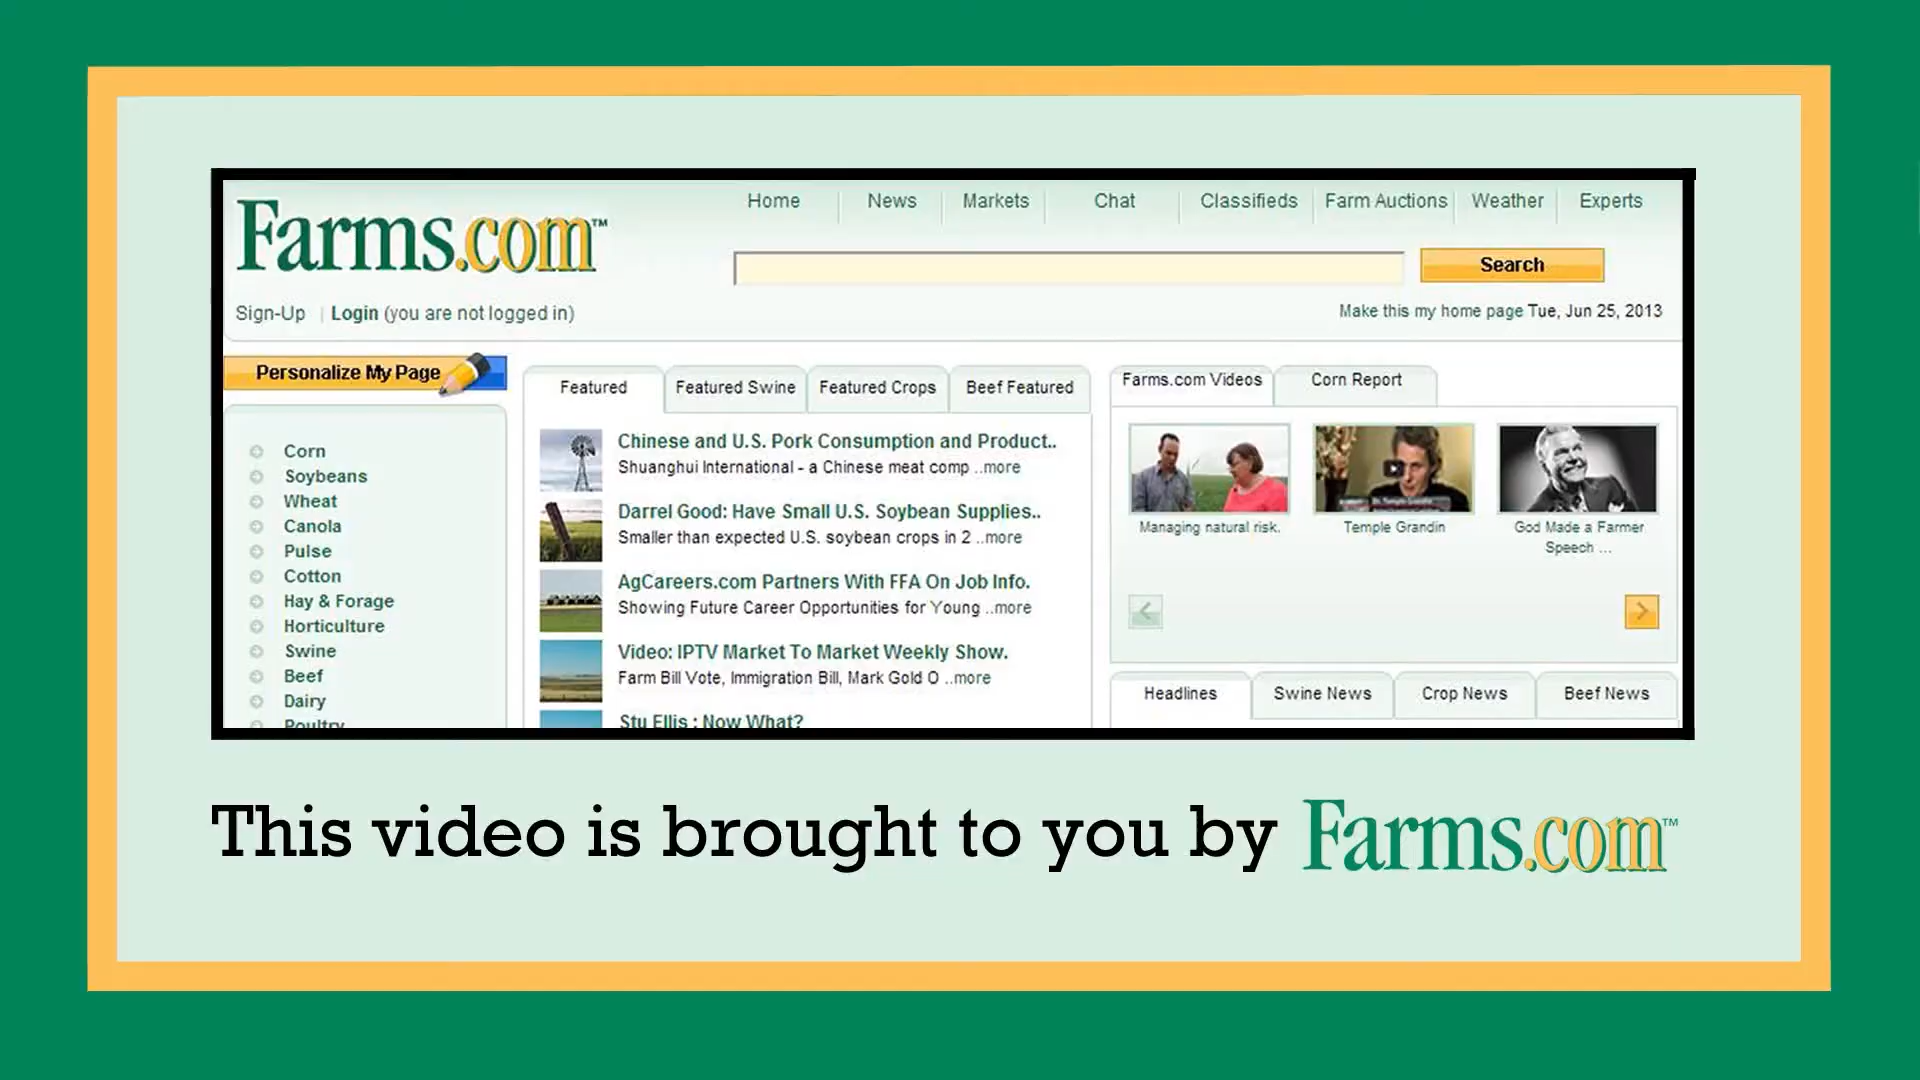 Farms.com™
Home News Markets Chat Classifieds Farm Auctions Weather Experts
Search
Sign-Up | Login (you are not logged in)
Make this my home page Tue, Jun 25, 2013
Personalize My Page
Corn
Soybeans
Wheat
Canola
Pulse
Cotton
Hay & Forage
Horticulture
Swine
Beef
Dairy
Poultry
Featured Featured Swine Featured Crops Beef Featured
Chinese and U.S. Pork Consumption and Product..
Shuanghui International - a Chinese meat comp ..more
Darrel Good: Have Small U.S. Soybean Supplies..
Smaller than expected U.S. soybean crops in 2 ..more
AgCareers.com Partners With FFA On Job Info.
Showing Future Career Opportunities for Young ..more
Video: IPTV Market To Market Weekly Show.
Farm Bill Vote, Immigration Bill, Mark Gold O ..more
Stu Ellis : Now What?
Farms.com Videos Corn Report
Managing natural risk.
Temple Grandin
God Made a Farmer
Speech ...
Headlines Swine News Crop News Beef News
This video is brought to you by Farms.com™